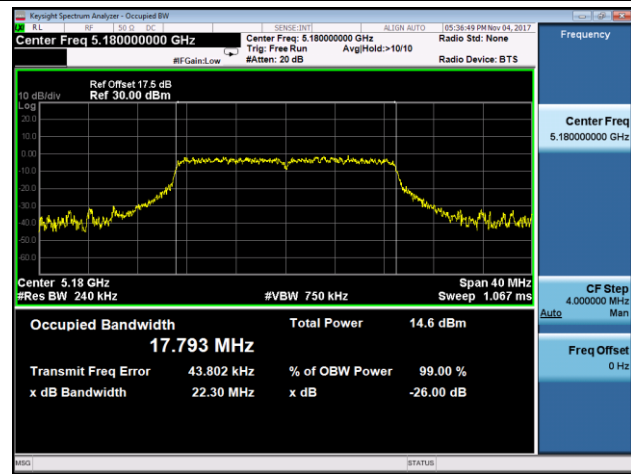 Keysight Spectrum Analyzer - Occupied BW
RL RF 50 Ω DC SENSE:INT ALIGN AUTO 05:36:49 PM Nov 04, 2017
Center Freq 5.180000000 GHz
Center Freq: 5.180000000 GHz
Radio Std: None
Trig: Free Run Avg|Hold:>10/10
#IFGain:Low #Atten: 20 dB Radio Device: BTS
Ref Offset 17.5 dB
10 dB/div Ref 30.00 dBm
Log
20.0
10.0
0.00
-10.0
-20.0
-30.0
-40.0
-50.0
-60.0
Center 5.18 GHz Span 40 MHz
#Res BW 240 kHz #VBW 750 kHz Sweep 1.067 ms
Occupied Bandwidth Total Power 14.6 dBm
17.793 MHz
Transmit Freq Error 43.802 kHz % of OBW Power 99.00 %
x dB Bandwidth 22.30 MHz x dB -26.00 dB
MSG STATUS
Frequency
Center Freq
5.180000000 GHz
CF Step
4.000000 MHz
Auto Man
Freq Offset
0 Hz